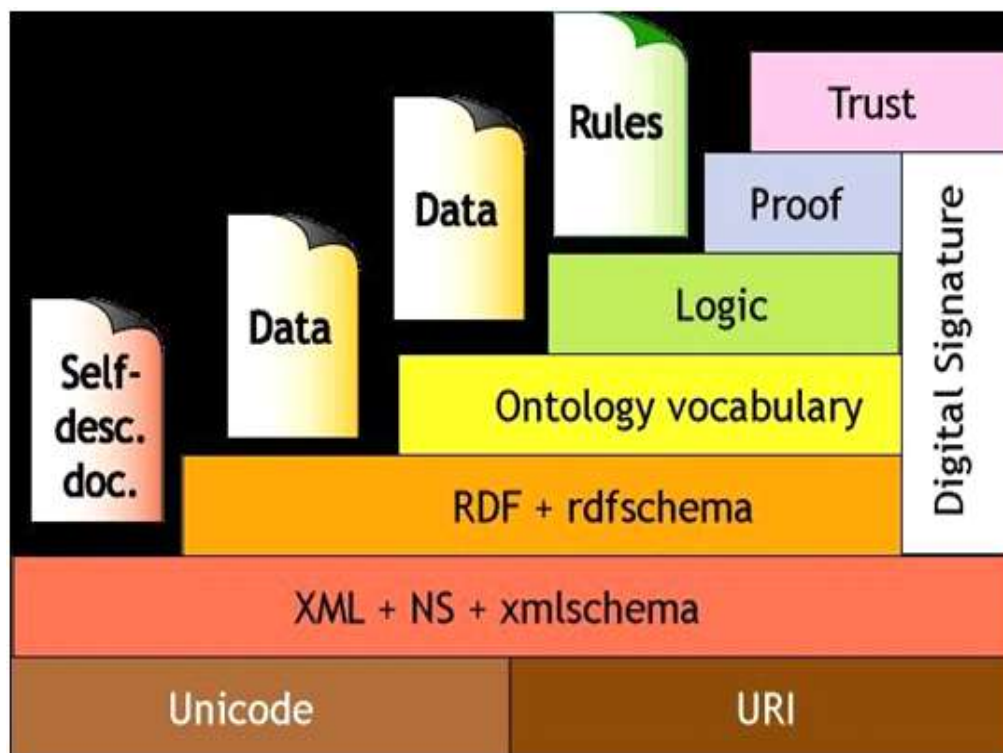 Trust
Rules
Proof
Data
Logic
Data
Digital Signature
Self-
desc.
doc.
Ontology vocabulary
RDF + rdfschema
XML + NS + xmlschema
Unicode
URI